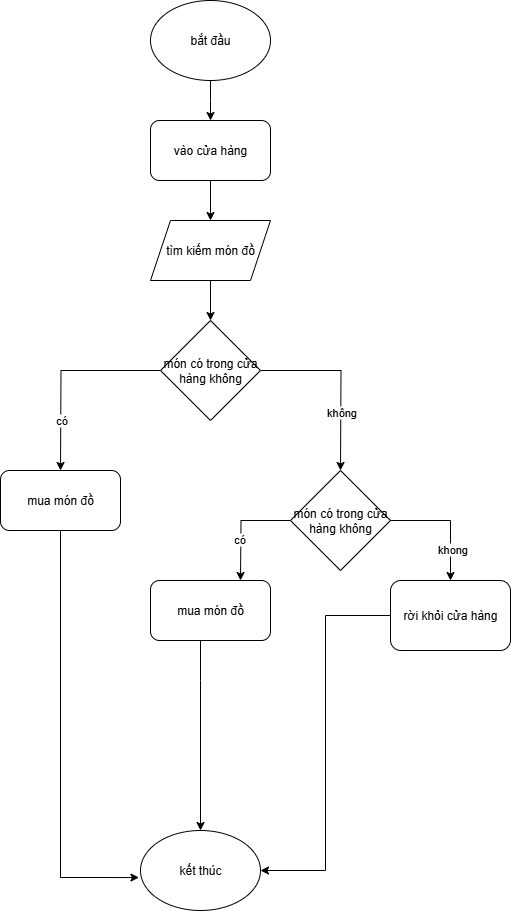 bắt đầu
vào cửa hàng
tìm kiếm món đồ
món có trong cửa
hàng không
có
không
mua món đồ
món có trong cửa
hàng không
có
khong
mua món đồ
rời khỏi cửa hàng
kết thúc